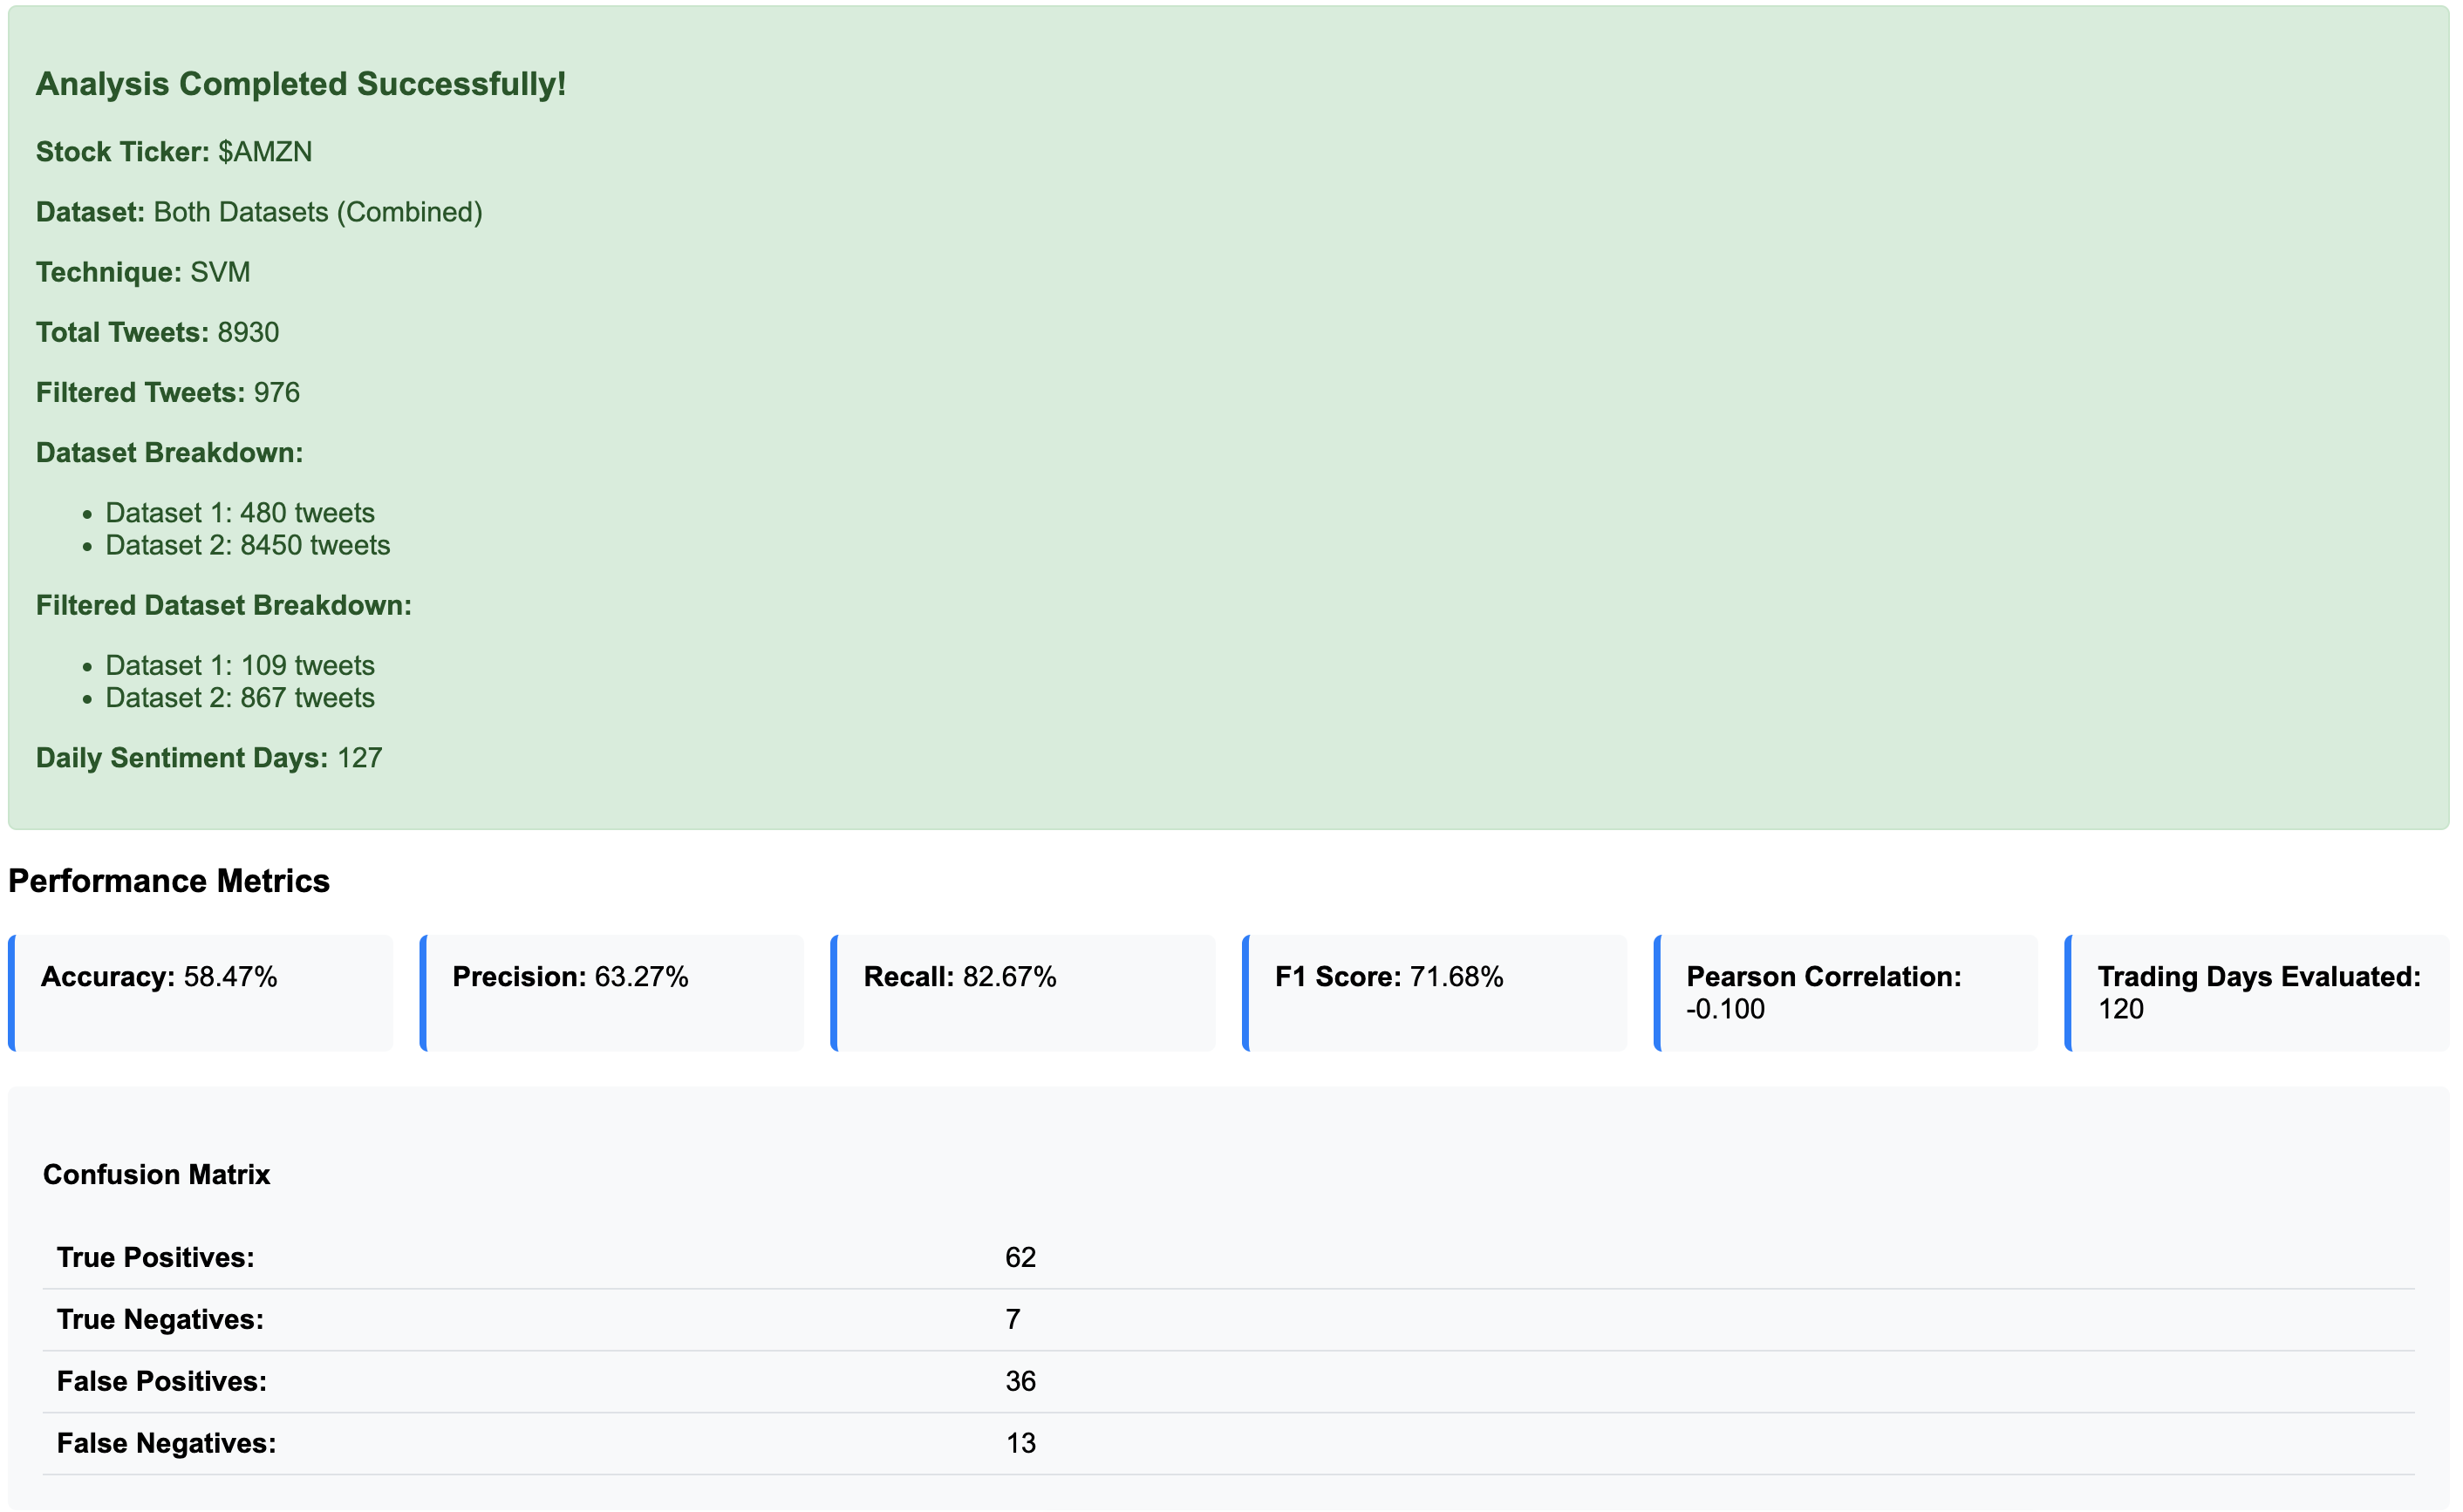 Analysis Completed Successfully!
Stock Ticker: $AMZN
Dataset: Both Datasets (Combined)
Technique: SVM
Total Tweets: 8930
Filtered Tweets: 976
Dataset Breakdown:
• Dataset 1: 480 tweets
• Dataset 2: 8450 tweets
Filtered Dataset Breakdown:
• Dataset 1: 109 tweets
• Dataset 2: 867 tweets
Daily Sentiment Days: 127
Performance Metrics
Accuracy: 58.47%
Precision: 63.27%
Recall: 82.67%
F1 Score: 71.68%
Pearson Correlation:
-0.100
Trading Days Evaluated:
120
Confusion Matrix
True Positives: 62
True Negatives: 7
False Positives: 36
False Negatives: 13